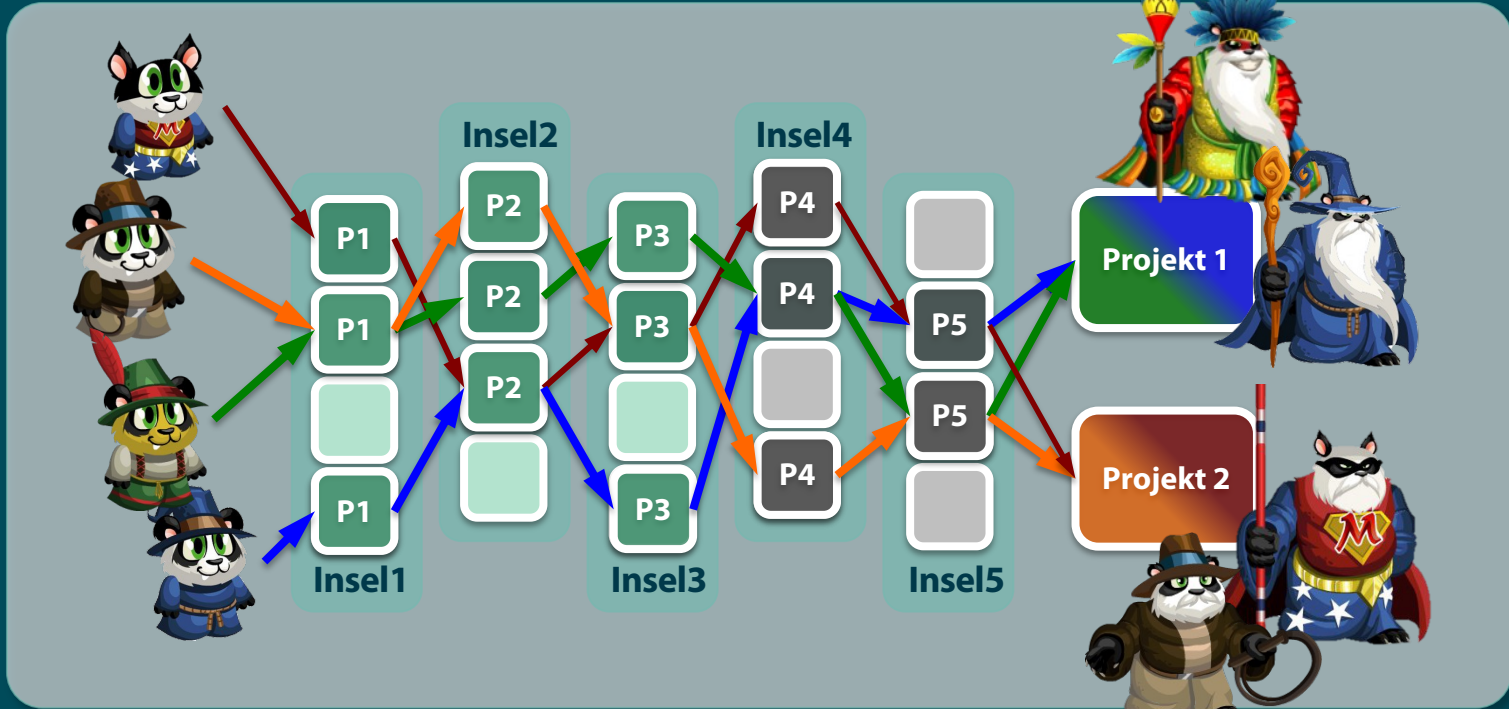 Insel2
Insel4
P1
P1
P1
Insel1
P2
P2
P2
P3
P3
P3
Insel3
P4
P4
P4
P5
P5
Insel5
Projekt 1
Projekt 2
M
M